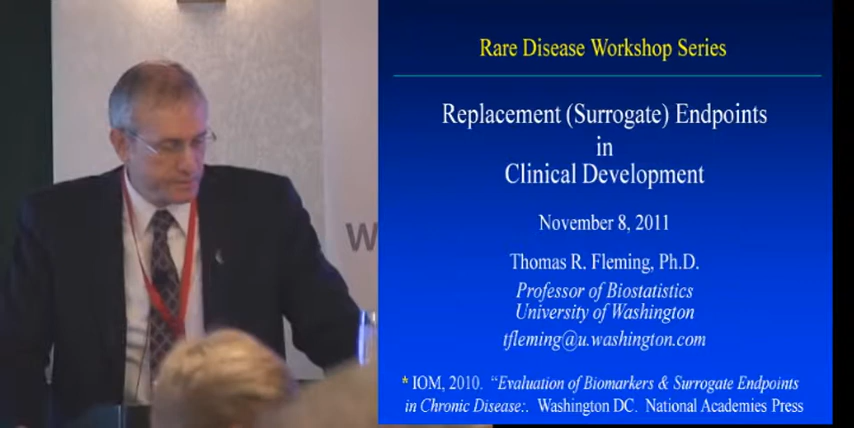 Rare Disease Workshop Series
Replacement (Surrogate) Endpoints
in
Clinical Development
November 8, 2011
Thomas R. Fleming, Ph.D.
Professor of Biostatistics
University of Washington
tfleming@u.washington.com
* IOM, 2010. “Evaluation of Biomarkers & Surrogate Endpoints
in Chronic Disease:. Washington DC. National Academies Press